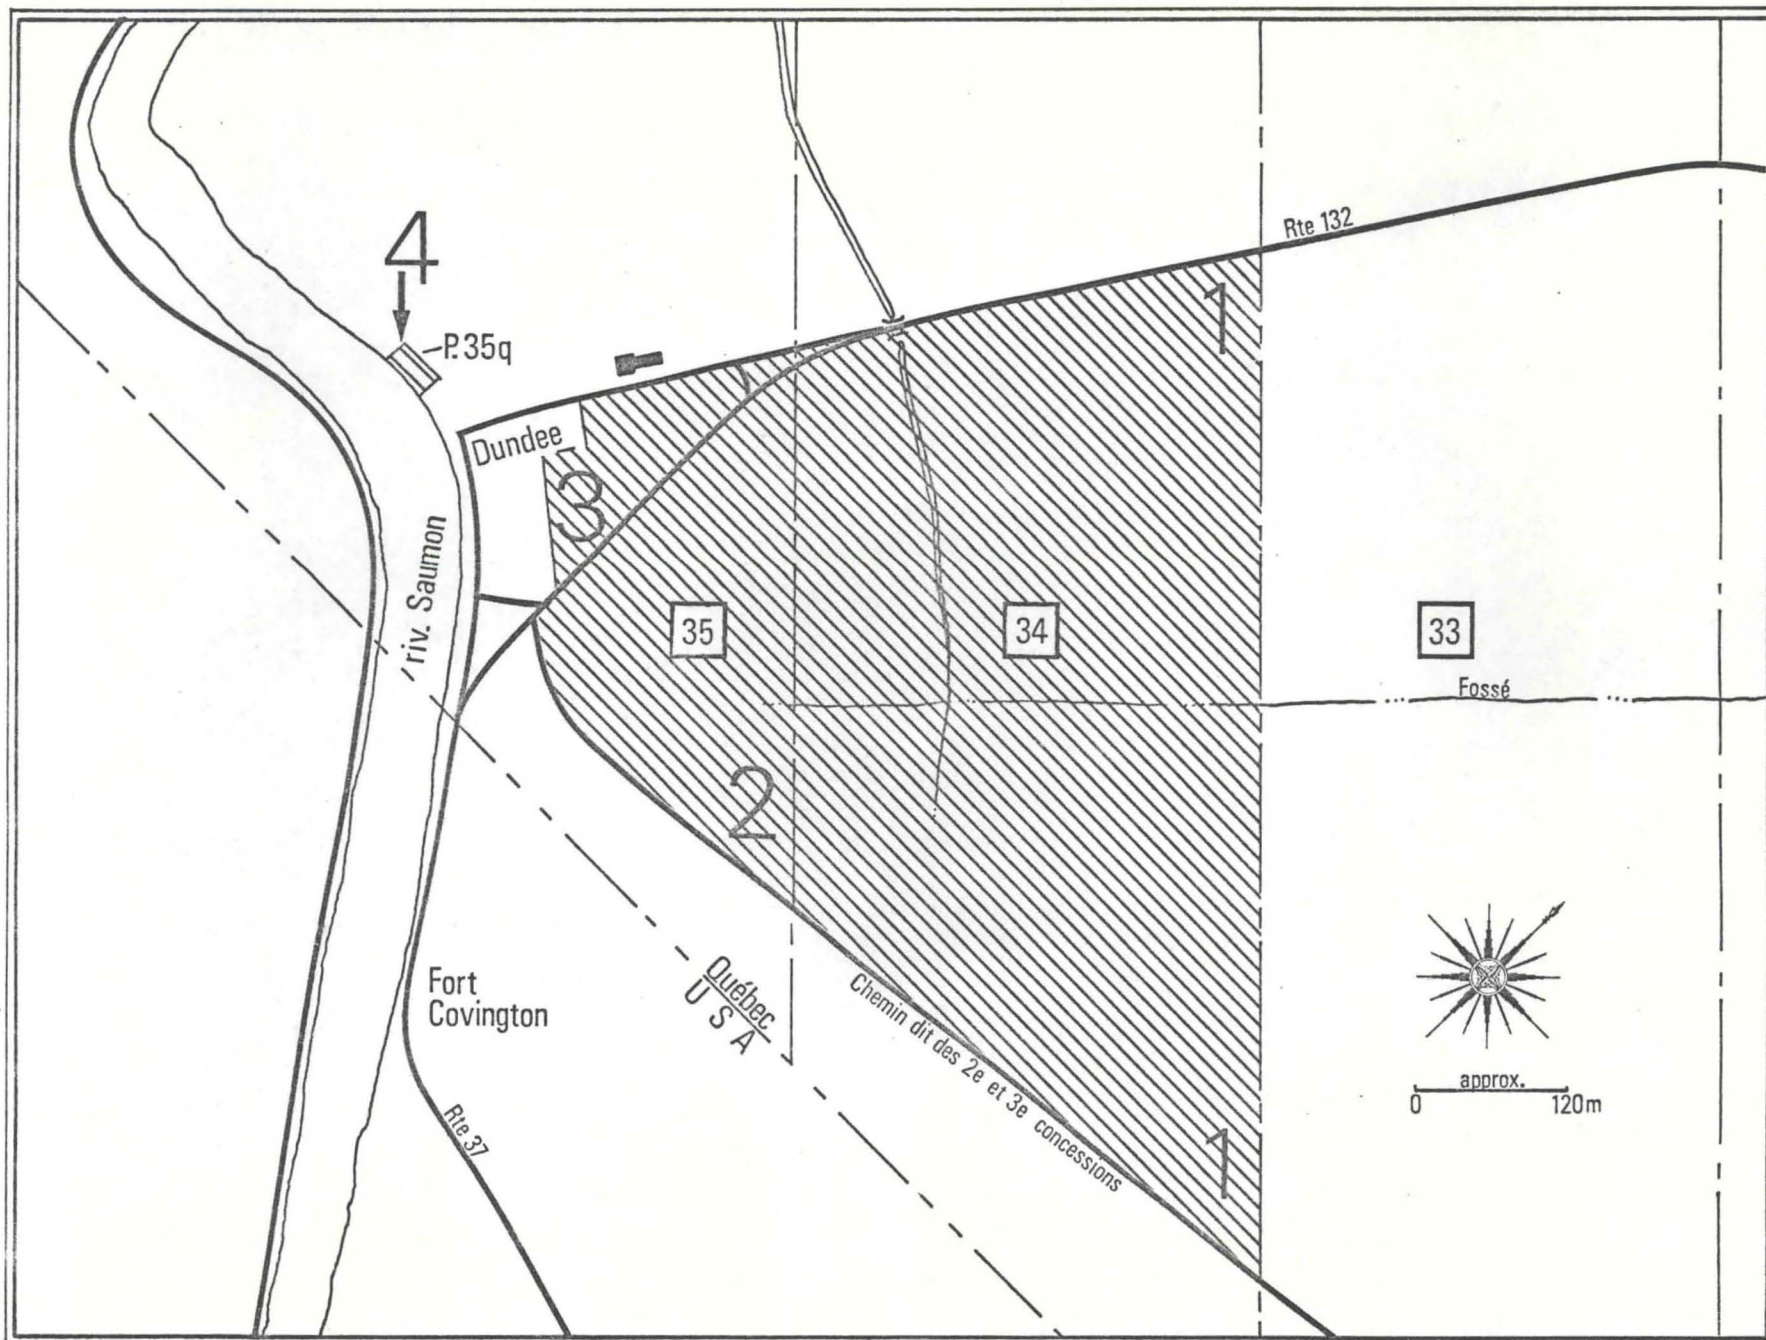 Rte 132
1
4
P.35q
Dundee
3
riv. Saumon
35
34
33
Fossé
2
Québec
U S A
Chemin dit des 2e et 3e concessions
Fort
Covington
Rte 37
1
approx.
0 120m